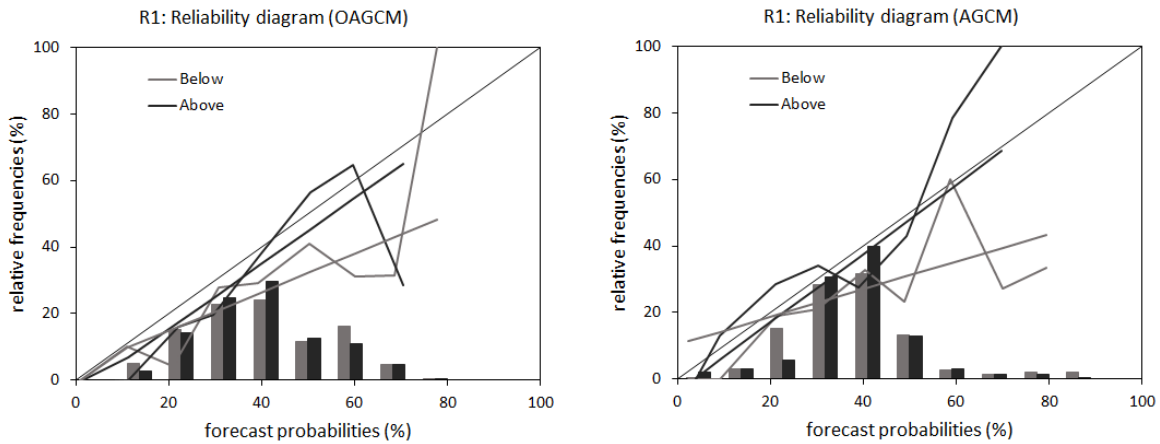 R1: Reliability diagram (OAGCM)
relative frequencies (%)
100
80
60
40
20
0
Below
Above
0 20 40 60 80 100
forecast probabilities (%)
R1: Reliability diagram (AGCM)
relative frequencies (%)
100
80
60
40
20
0
Below
Above
0 20 40 60 80 100
forecast probabilities (%)